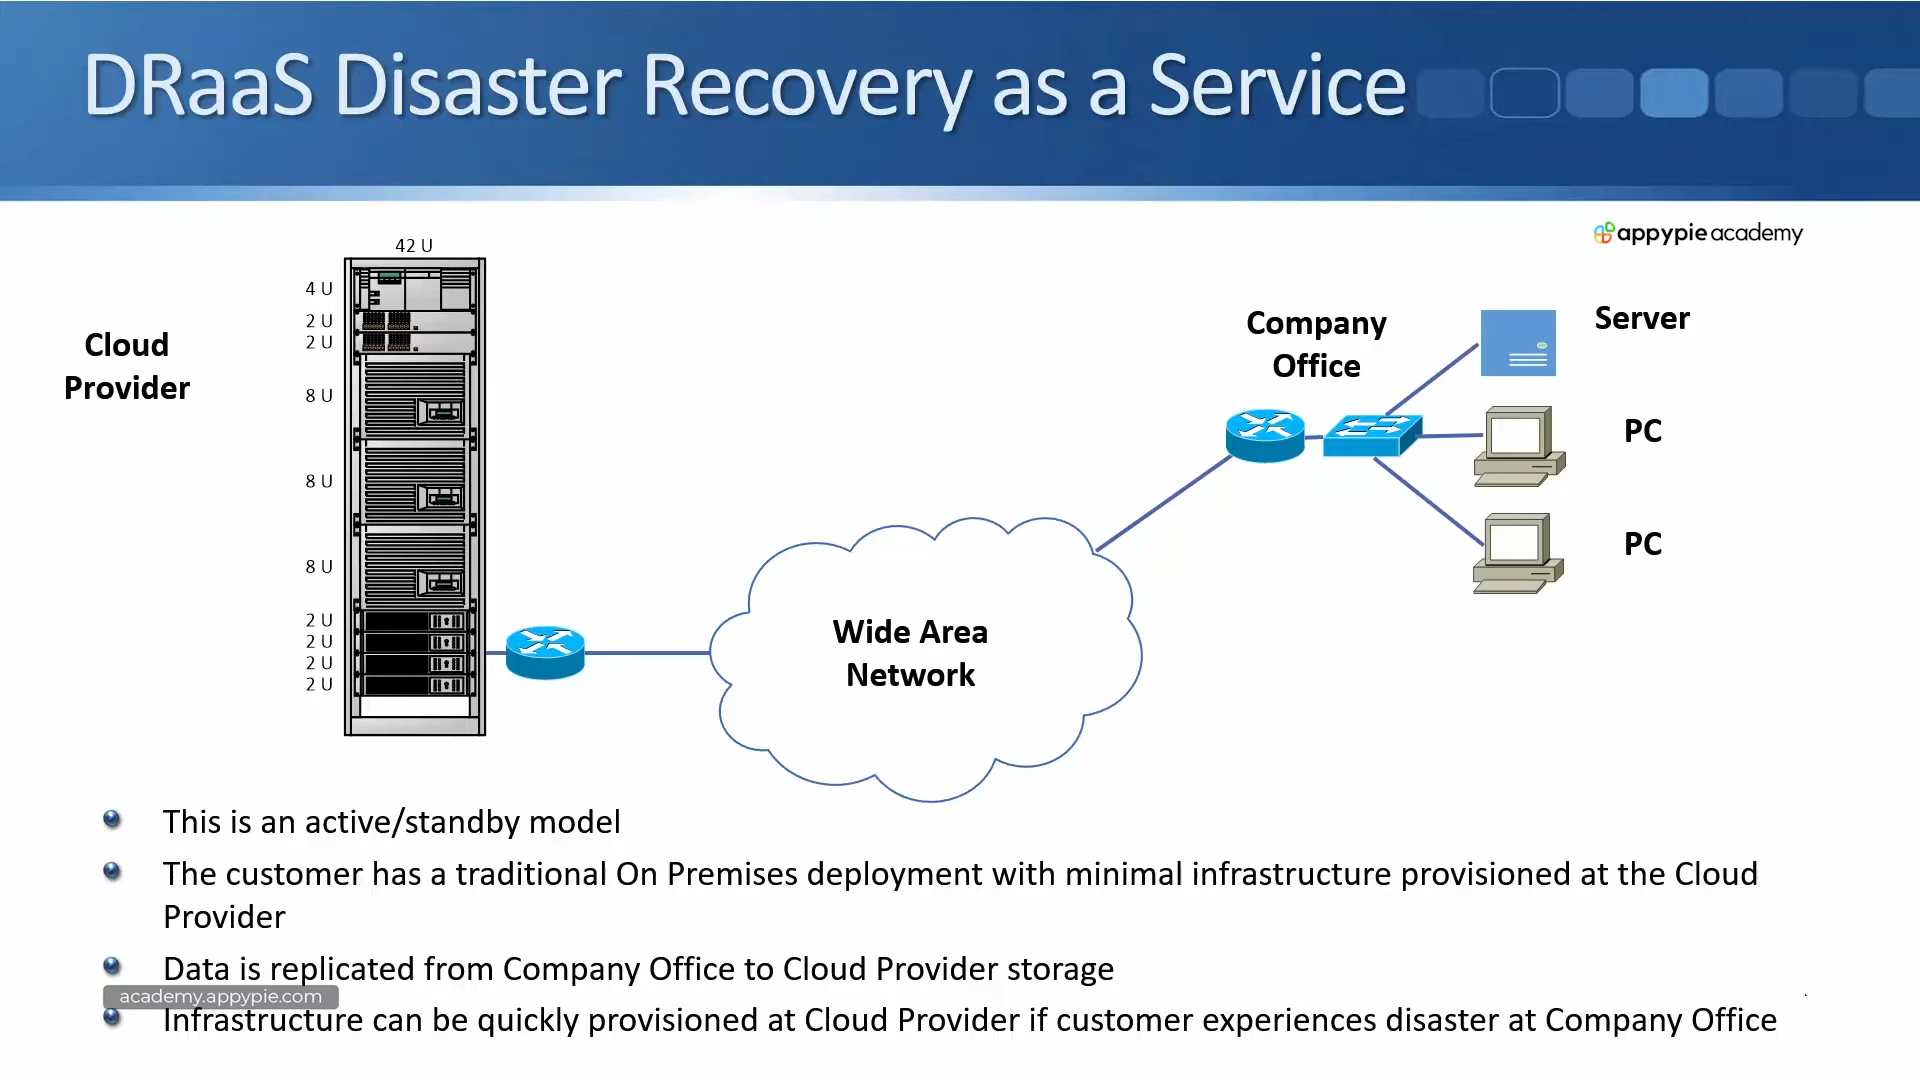 DRaaS Disaster Recovery as a Service
appypie academy
42 U
4 U
2 U
2 U
8 U
8 U
8 U
2 U
2 U
2 U
2 U
Cloud
Provider
Wide Area
Network
Company
Office
Server
PC
PC
This is an active/standby model
The customer has a traditional On Premises deployment with minimal infrastructure provisioned at the Cloud
Provider
Data is replicated from Company Office to Cloud Provider storage
academy.appypie.com
Infrastructure can be quickly provisioned at Cloud Provider if customer experiences disaster at Company Office